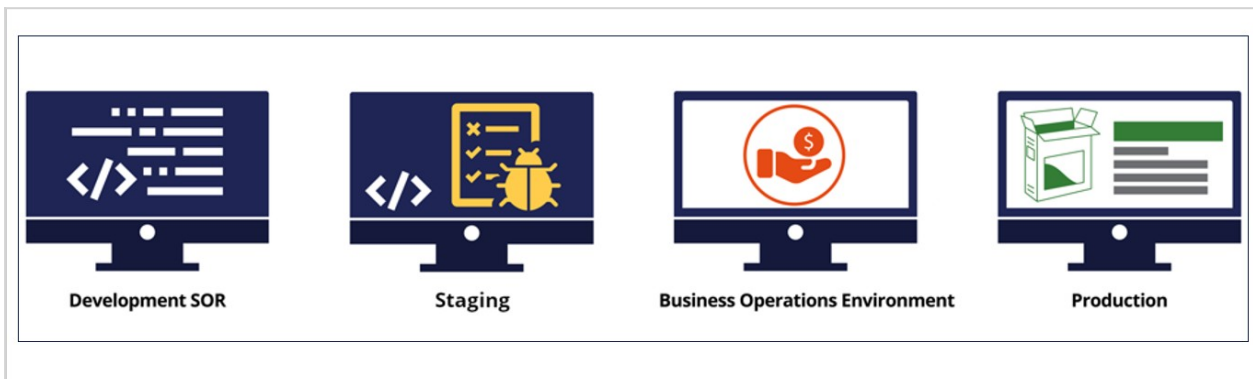 </>
</>
$
Development SOR
Staging
Business Operations Environment
Production